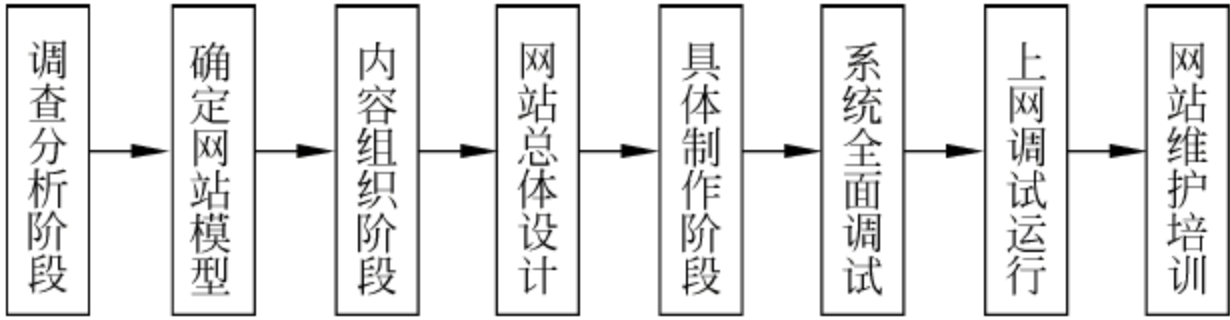 调查分析阶段
确定网站模型
内容组织阶段
网站总体设计
具体制作阶段
系统全面调试
上网调试运行
网站维护培训